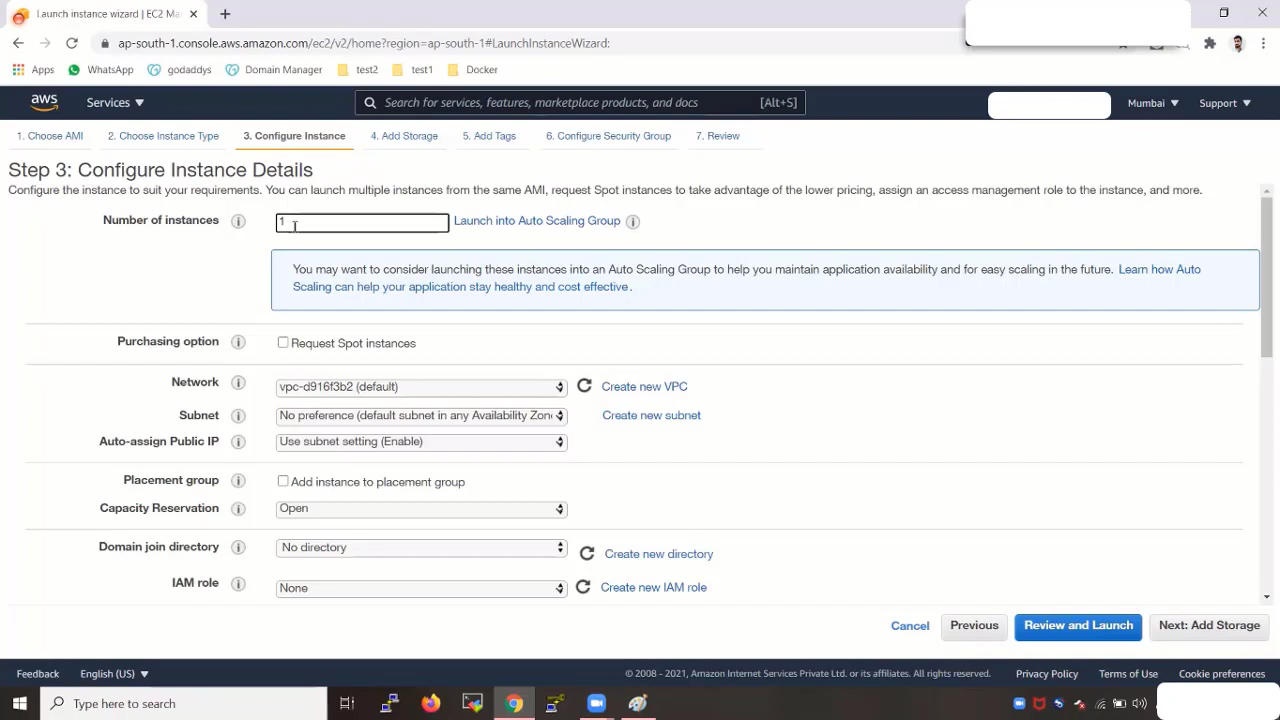 Launch instance wizard | EC2 Ma
ap-south-1.console.aws.amazon.com/ec2/v2/home?region=ap-south-1#LaunchInstanceWizard:
Apps WhatsApp godaddys Domain Manager test2 test1 Docker
aws Services Search for services, features, marketplace products, and docs [Alt+S] Mumbai Support
1. Choose AMI 2. Choose Instance Type 3. Configure Instance 4. Add Storage 5. Add Tags 6. Configure Security Group 7. Review
Step 3: Configure Instance Details
Configure the instance to suit your requirements. You can launch multiple instances from the same AMI, request Spot instances to take advantage of the lower pricing, assign an access management role to the instance, and more.
Number of instances i 1 Launch into Auto Scaling Group i
You may want to consider launching these instances into an Auto Scaling Group to help you maintain application availability and for easy scaling in the future. Learn how Auto
Scaling can help your application stay healthy and cost effective.
Purchasing option i Request Spot instances
Network i vpc-d916f3b2 (default) Create new VPC
Subnet i No preference (default subnet in any Availability Zone Create new subnet
Auto-assign Public IP i Use subnet setting (Enable)
Placement group i Add instance to placement group
Capacity Reservation i Open
Domain join directory i No directory Create new directory
IAM role i None Create new IAM role
Cancel Previous Review and Launch Next: Add Storage
Feedback English (US) © 2008 - 2021, Amazon Internet Services Private Ltd. or its affiliates. All rights reserved. Privacy Policy Terms of Use Cookie preferences
Type here to search